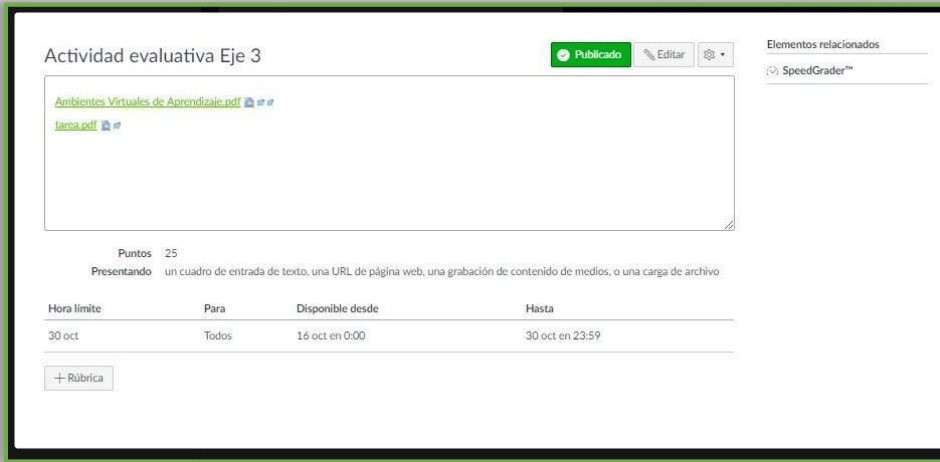 Actividad evaluativa Eje 3
Publicado
Editar
Ambientes Virtuales de Aprendizaje.pdf
tarea.pdf
Puntos 25
Presentando un cuadro de entrada de texto, una URL de página web, una grabación de contenido de medios, o una carga de archivo
Hora límite Para Disponible desde Hasta
30 oct Todos 16 oct en 0:00 30 oct en 23:59
+ Rúbrica
Elementos relacionados
SpeedGrader™